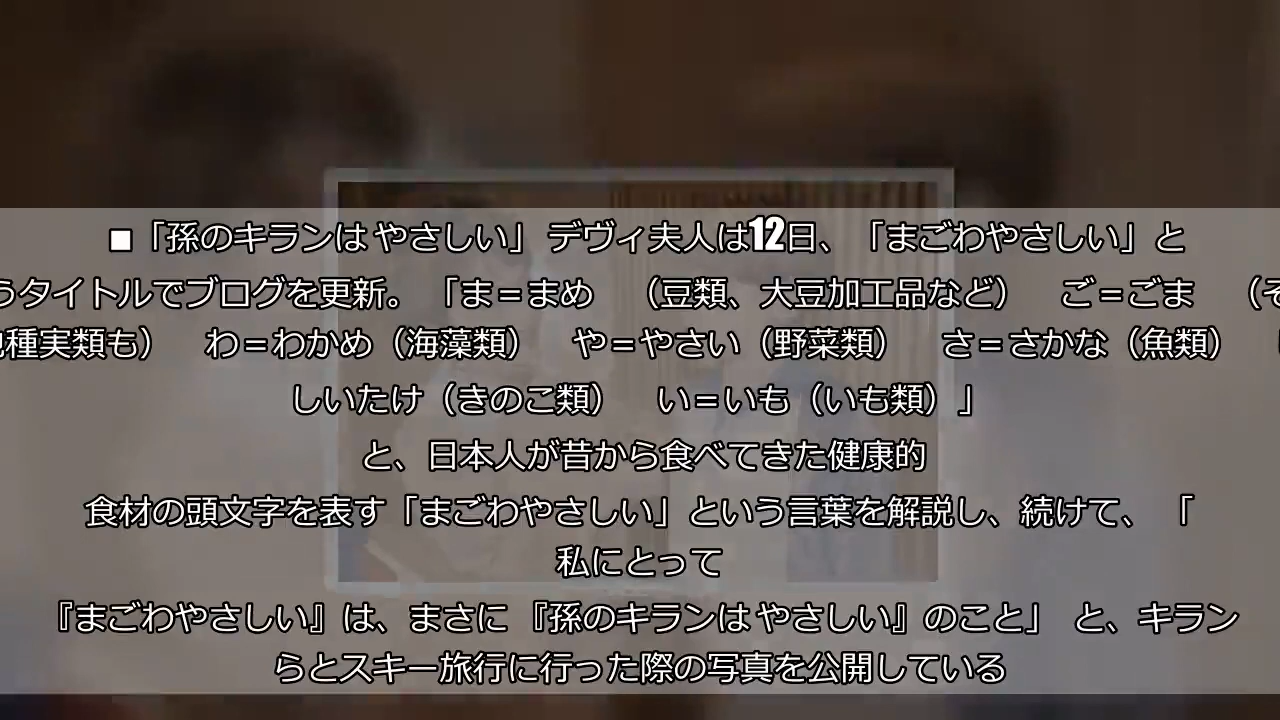 ■「孫のキランは やさしい」 デヴィ夫人は12日、「まごわやさしい」と
うタイトルでブログを更新。 「ま＝まめ （豆類、大豆加工品など） ご＝ごま （そ
種実類も） わ＝わかめ（海藻類） や＝やさい（野菜類） さ＝さかな（魚類）
しいたけ（きのこ類） い＝いも（いも類）」
と、日本人が昔から食べてきた健康的
食材の頭文字を表す「まごわやさしい」という言葉を解説し、続けて、 「
私にとって
『まごわやさしい』は、まさに 『孫のキランは やさしい』のこと」 と、キラン
らとスキー旅行に行った際の写真を公開している